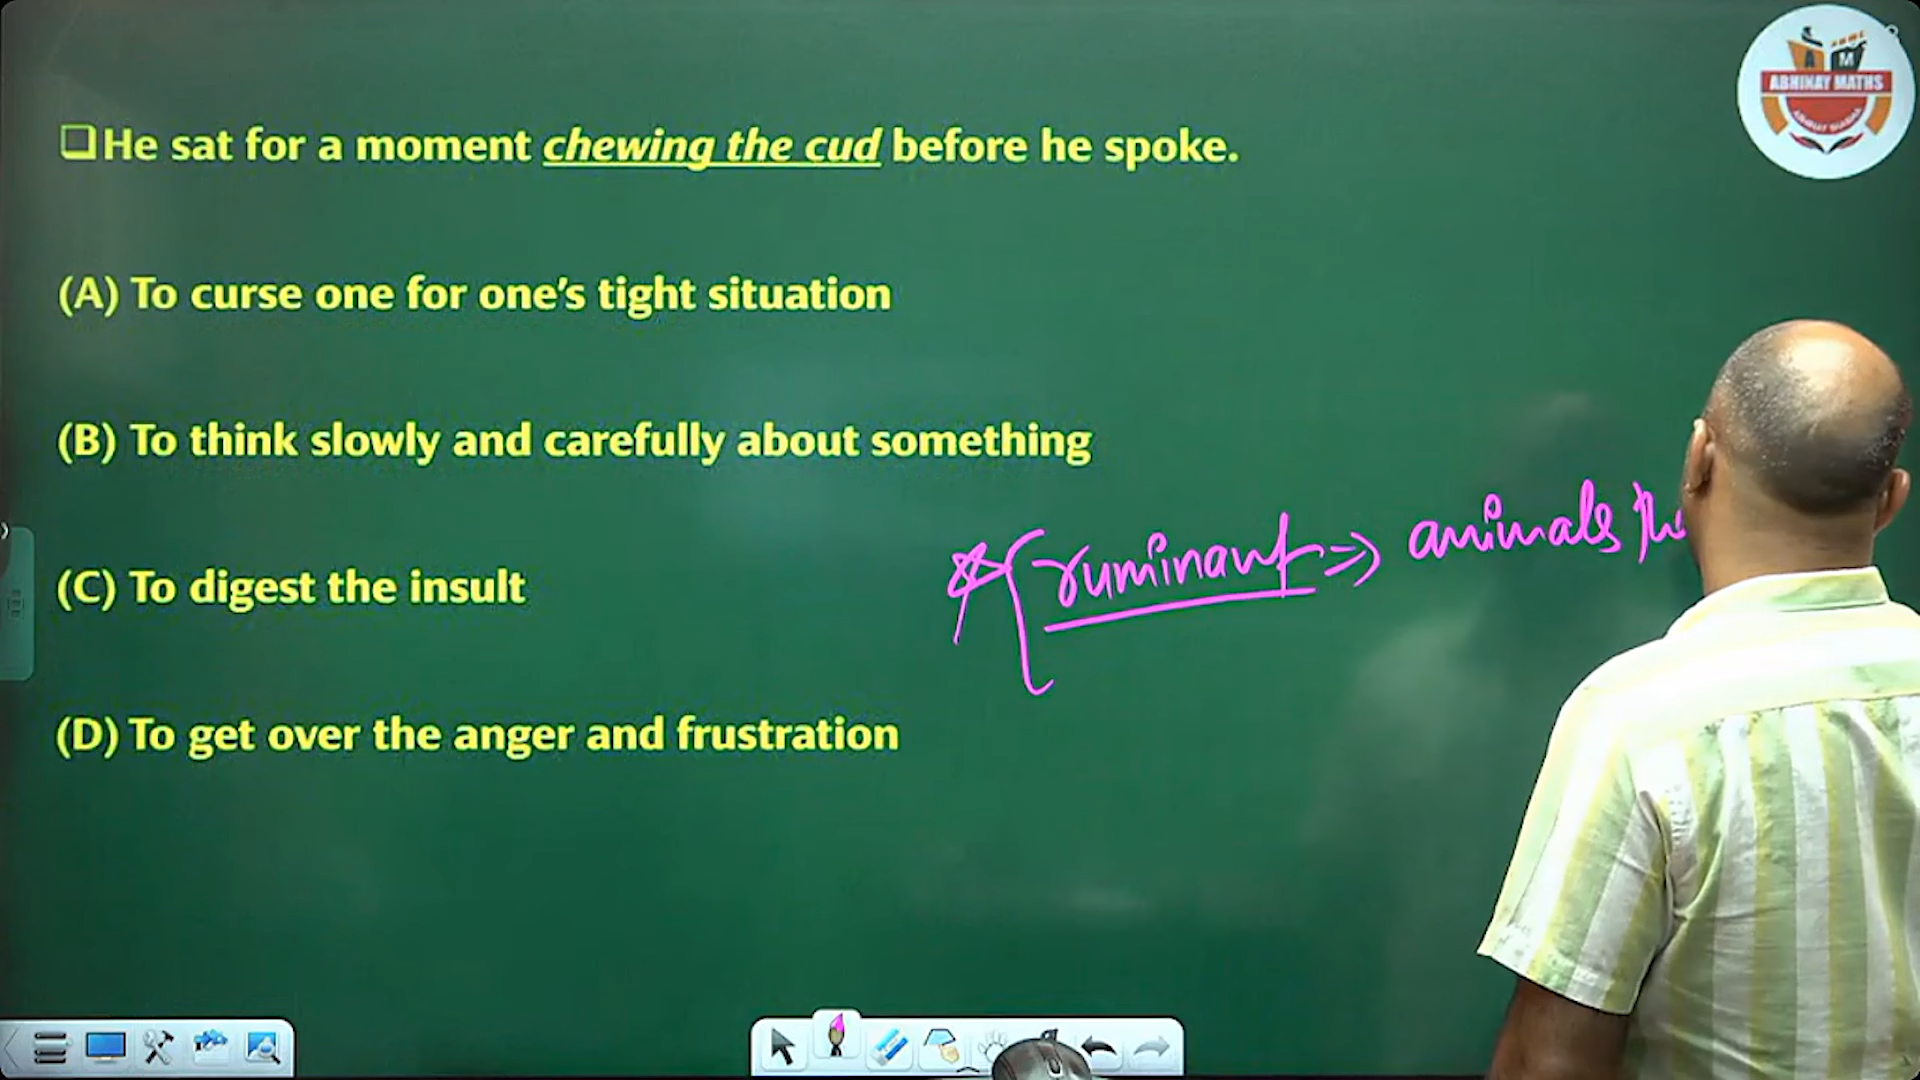 He sat for a moment chewing the cud before he spoke.
(A) To curse one for one's tight situation
(B) To think slowly and carefully about something
(C) To digest the insult
(D) To get over the anger and frustration
ruminant => animals
A M
ABHINAY MATHS
ABHINAY SHARMA